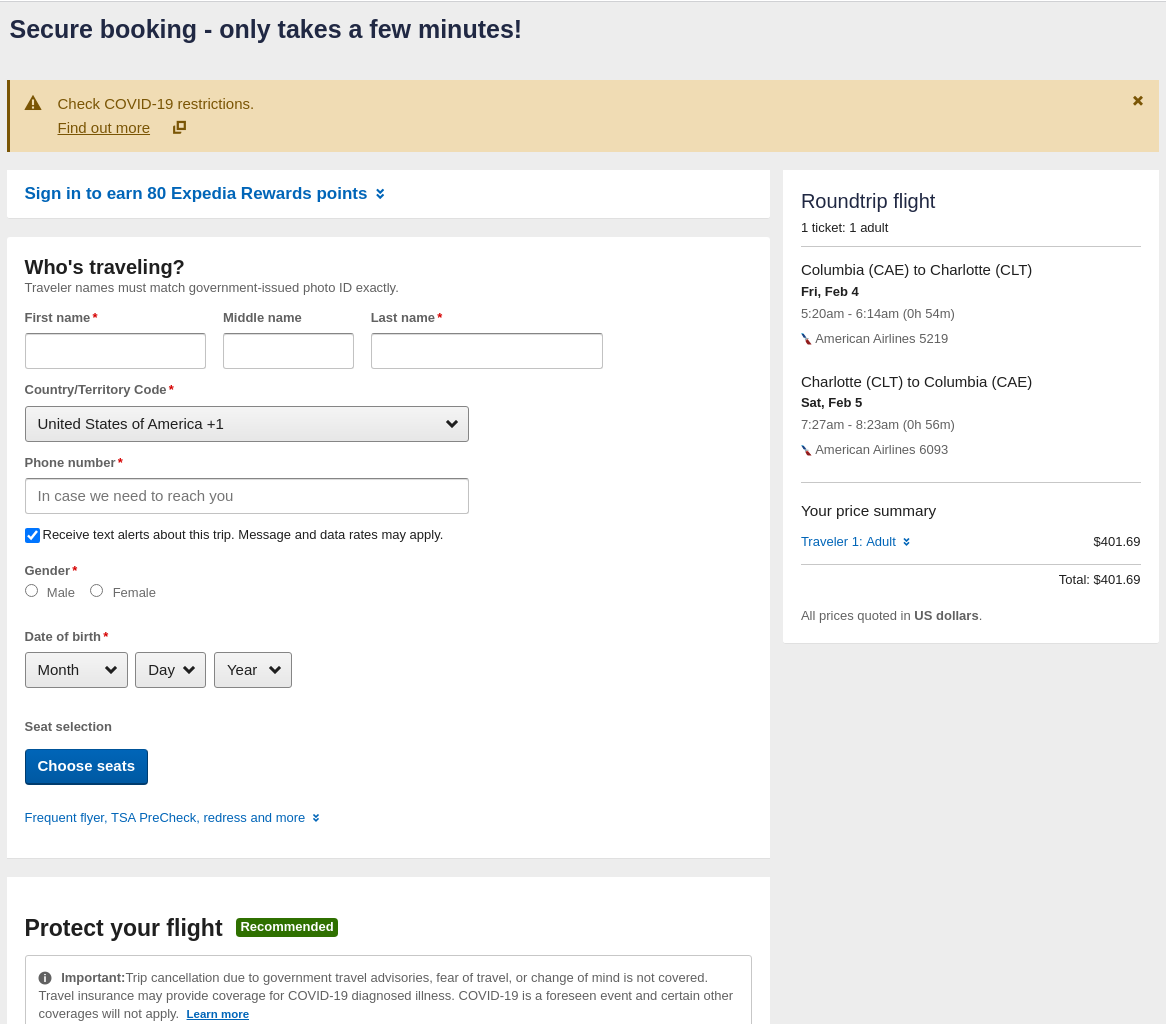 Secure booking - only takes a few minutes!
Check COVID-19 restrictions.
Find out more
Sign in to earn 80 Expedia Rewards points
Who's traveling?
Traveler names must match government-issued photo ID exactly.
First name* Middle name Last name*
Country/Territory Code*
United States of America +1
Phone number*
In case we need to reach you
Receive text alerts about this trip. Message and data rates may apply.
Gender*
Male Female
Date of birth*
Month Day Year
Seat selection
Choose seats
Frequent flyer, TSA PreCheck, redress and more
Protect your flight Recommended
Important:Trip cancellation due to government travel advisories, fear of travel, or change of mind is not covered.
Travel insurance may provide coverage for COVID-19 diagnosed illness. COVID-19 is a foreseen event and certain other
coverages will not apply. Learn more
Roundtrip flight
1 ticket: 1 adult
Columbia (CAE) to Charlotte (CLT)
Fri, Feb 4
5:20am - 6:14am (0h 54m)
American Airlines 5219
Charlotte (CLT) to Columbia (CAE)
Sat, Feb 5
7:27am - 8:23am (0h 56m)
American Airlines 6093
Your price summary
Traveler 1: Adult $401.69
Total: $401.69
All prices quoted in US dollars.